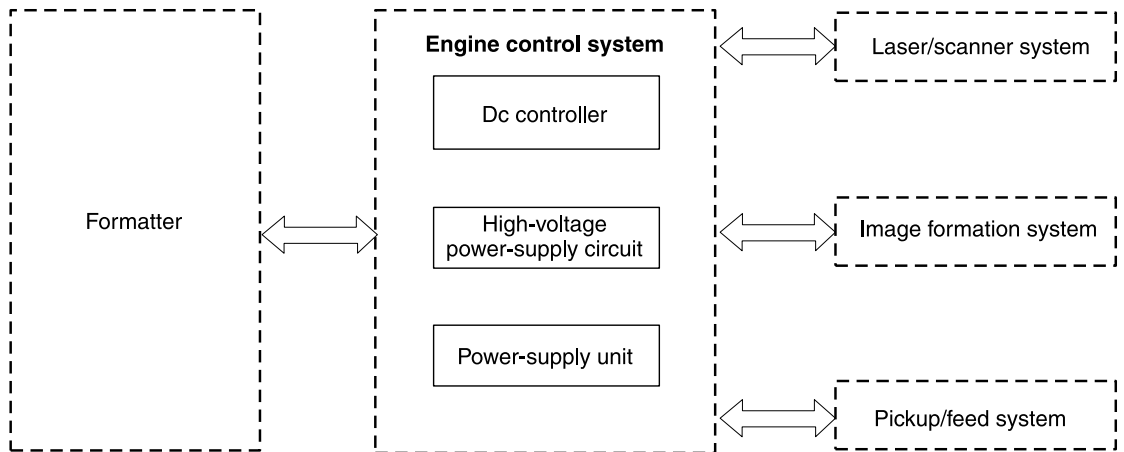 Formatter
Engine control system
Dc controller
High-voltage
power-supply circuit
Power-supply unit
Laser/scanner system
Image formation system
Pickup/feed system